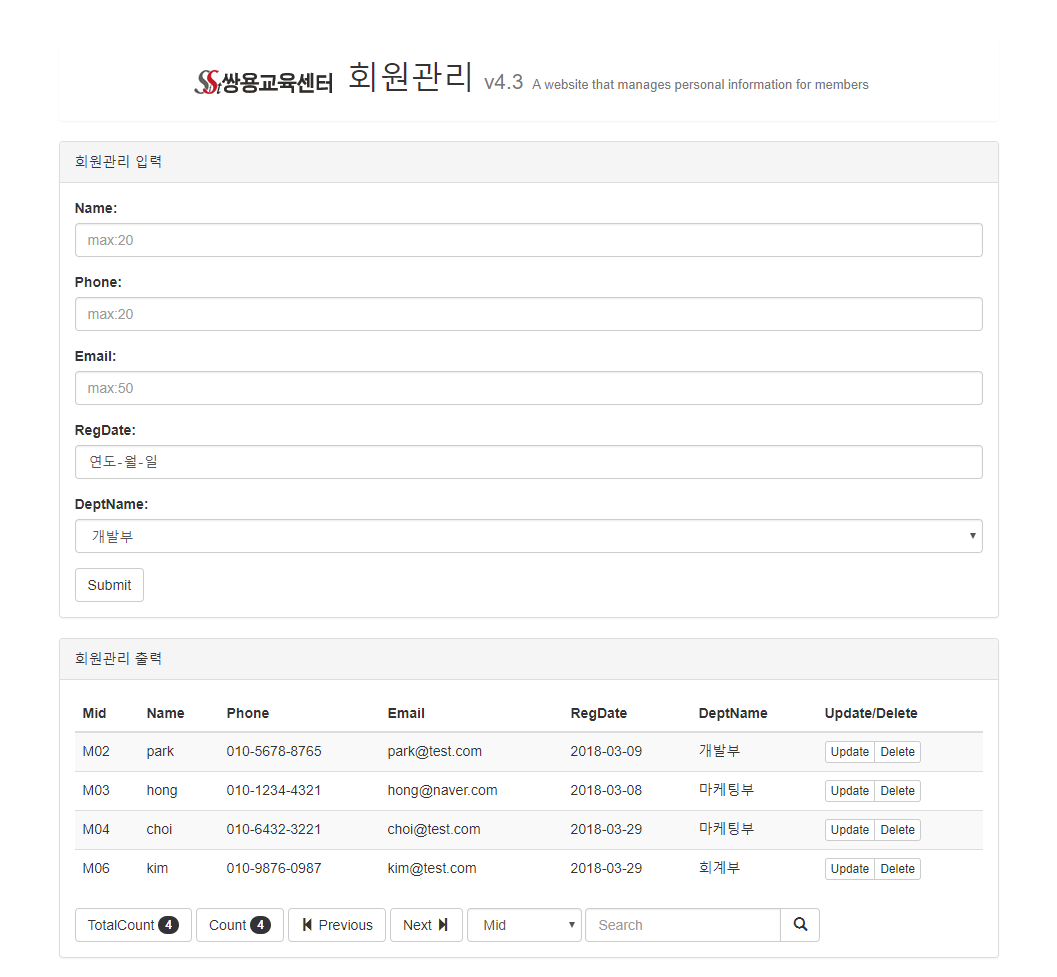 SSt쌍용교육센터 회원관리 v4.3 A website that manages personal information for members
회원관리 입력
Name:
max:20
Phone:
max:20
Email:
max:50
RegDate:
연도-월-일
DeptName:
개발부
Submit
회원관리 출력
Mid Name Phone Email RegDate DeptName Update/Delete
M02 park 010-5678-8765 park@test.com 2018-03-09 개발부 Update Delete
M03 hong 010-1234-4321 hong@naver.com 2018-03-08 마케팅부 Update Delete
M04 choi 010-6432-3221 choi@test.com 2018-03-29 마케팅부 Update Delete
M06 kim 010-9876-0987 kim@test.com 2018-03-29 회계부 Update Delete
TotalCount 4 Count 4 Previous Next Mid Search